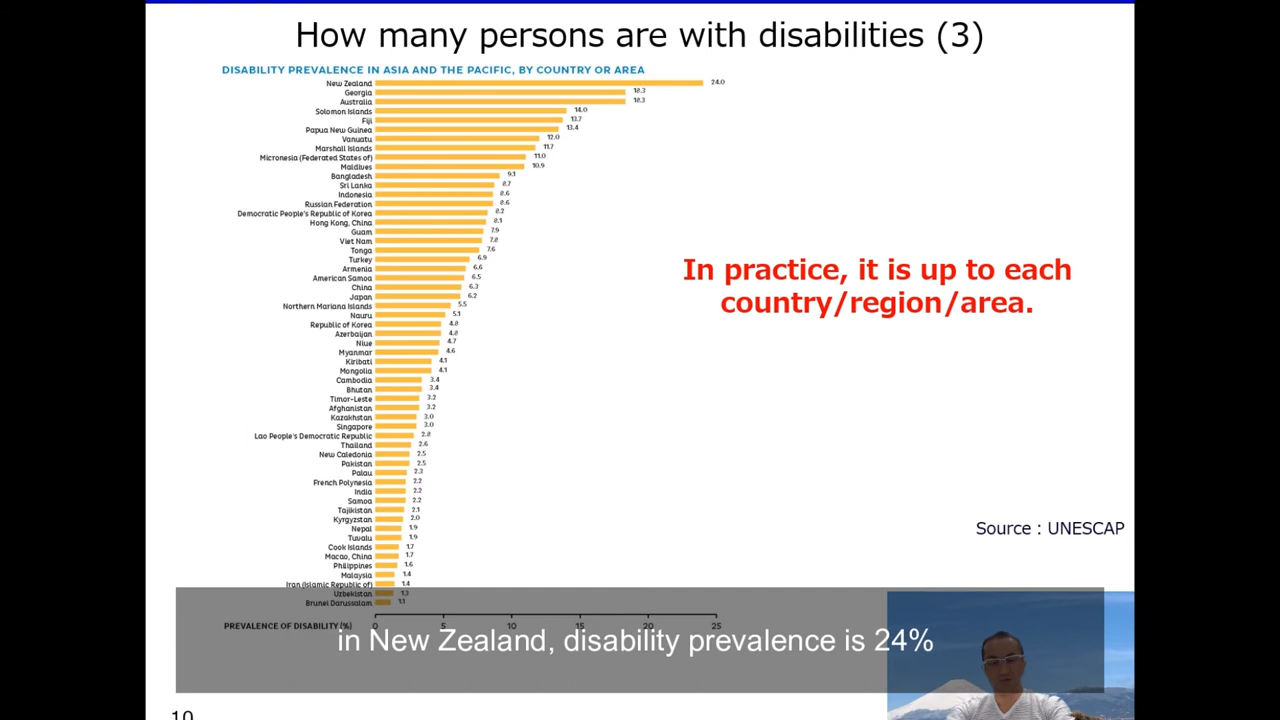 How many persons are with disabilities (3)
DISABILITY PREVALENCE IN ASIA AND THE PACIFIC, BY COUNTRY OR AREA
New Zealand 24.0
Georgia 18.3
Australia 18.3
Solomon Islands 14.0
Fiji 13.7
Papua New Guinea 13.4
Vanuatu 12.0
Marshall Islands 11.7
Micronesia (Federated States of) 11.0
Maldives 10.9
Bangladesh 9.1
Sri Lanka 8.7
Indonesia 8.6
Russian Federation 8.6
Democratic People's Republic of Korea 8.2
Hong Kong, China 8.1
Guam 7.9
Viet Nam 7.8
Tonga 7.6
Turkey 6.9
Armenia 6.6
American Samoa 6.5
China 6.3
Japan 6.2
Northern Mariana Islands 5.5
Nauru 5.1
Republic of Korea 4.8
Azerbaijan 4.8
Niue 4.7
Myanmar 4.6
Kiribati 4.1
Mongolia 4.1
Cambodia 3.4
Bhutan 3.4
Timor-Leste 3.2
Afghanistan 3.2
Kazakhstan 3.0
Singapore 3.0
Lao People's Democratic Republic 2.8
Thailand 2.6
New Caledonia 2.5
Pakistan 2.5
Palau 2.3
French Polynesia 2.2
India 2.2
Samoa 2.2
Tajikistan 2.1
Kyrgyzstan 2.0
Nepal 1.9
Tuvalu 1.9
Cook Islands 1.7
Macao, China 1.7
Philippines 1.6
Malaysia 1.4
Iran (Islamic Republic of) 1.4
Uzbekistan 1.3
Brunei Darussalam 1.1
PREVALENCE OF DISABILITY (%) 0 5 10 15 20 25
In practice, it is up to each
country/region/area.
Source : UNESCAP
in New Zealand, disability prevalence is 24%
10